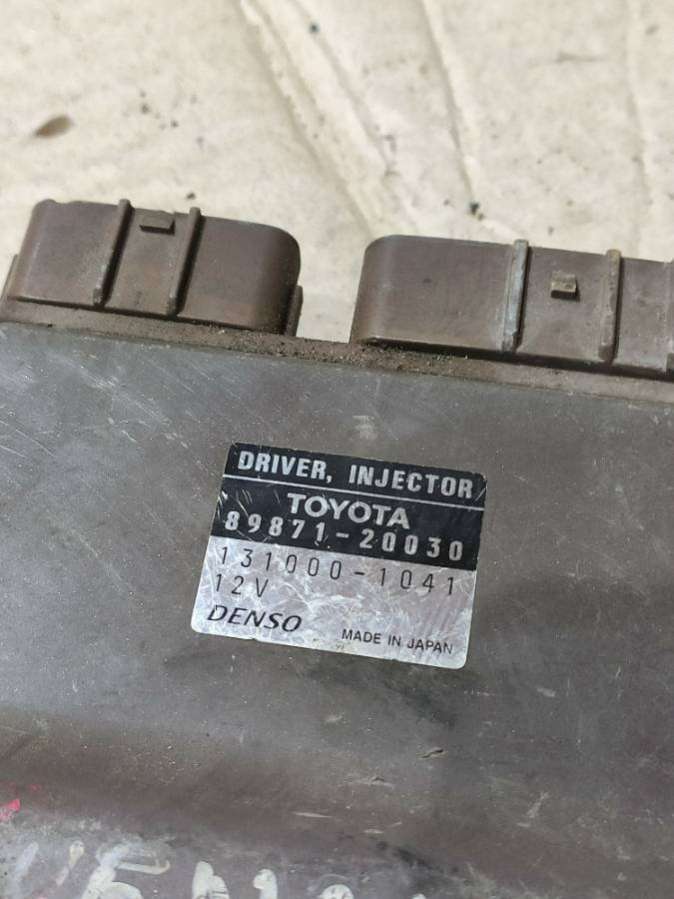 DRIVER, INJECTOR
TOYOTA
89871-20030
131000-1041
12V
DENSO
MADE IN JAPAN